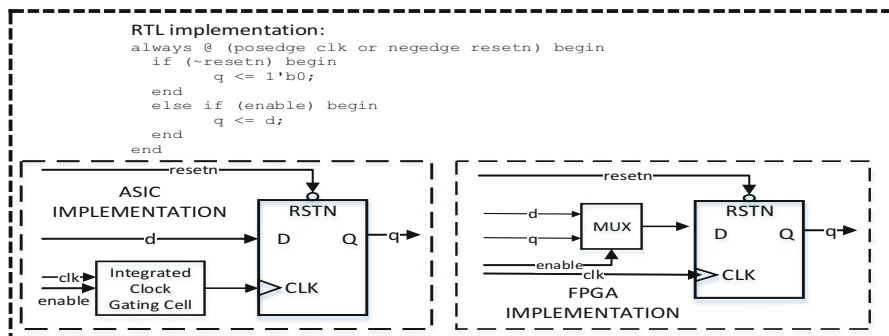 RTL implementation:
always @ (posedge clk or negedge resetn) begin
if (~resetn) begin
q <= 1'b0;
end
else if (enable) begin
q <= d;
end
end
resetn
ASIC
IMPLEMENTATION
RSTN
d
D
Q
q
clk
enable
Integrated
Clock
Gating Cell
CLK
resetn
RSTN
d
q
MUX
D
Q
q
enable
clk
CLK
FPGA
IMPLEMENTATION